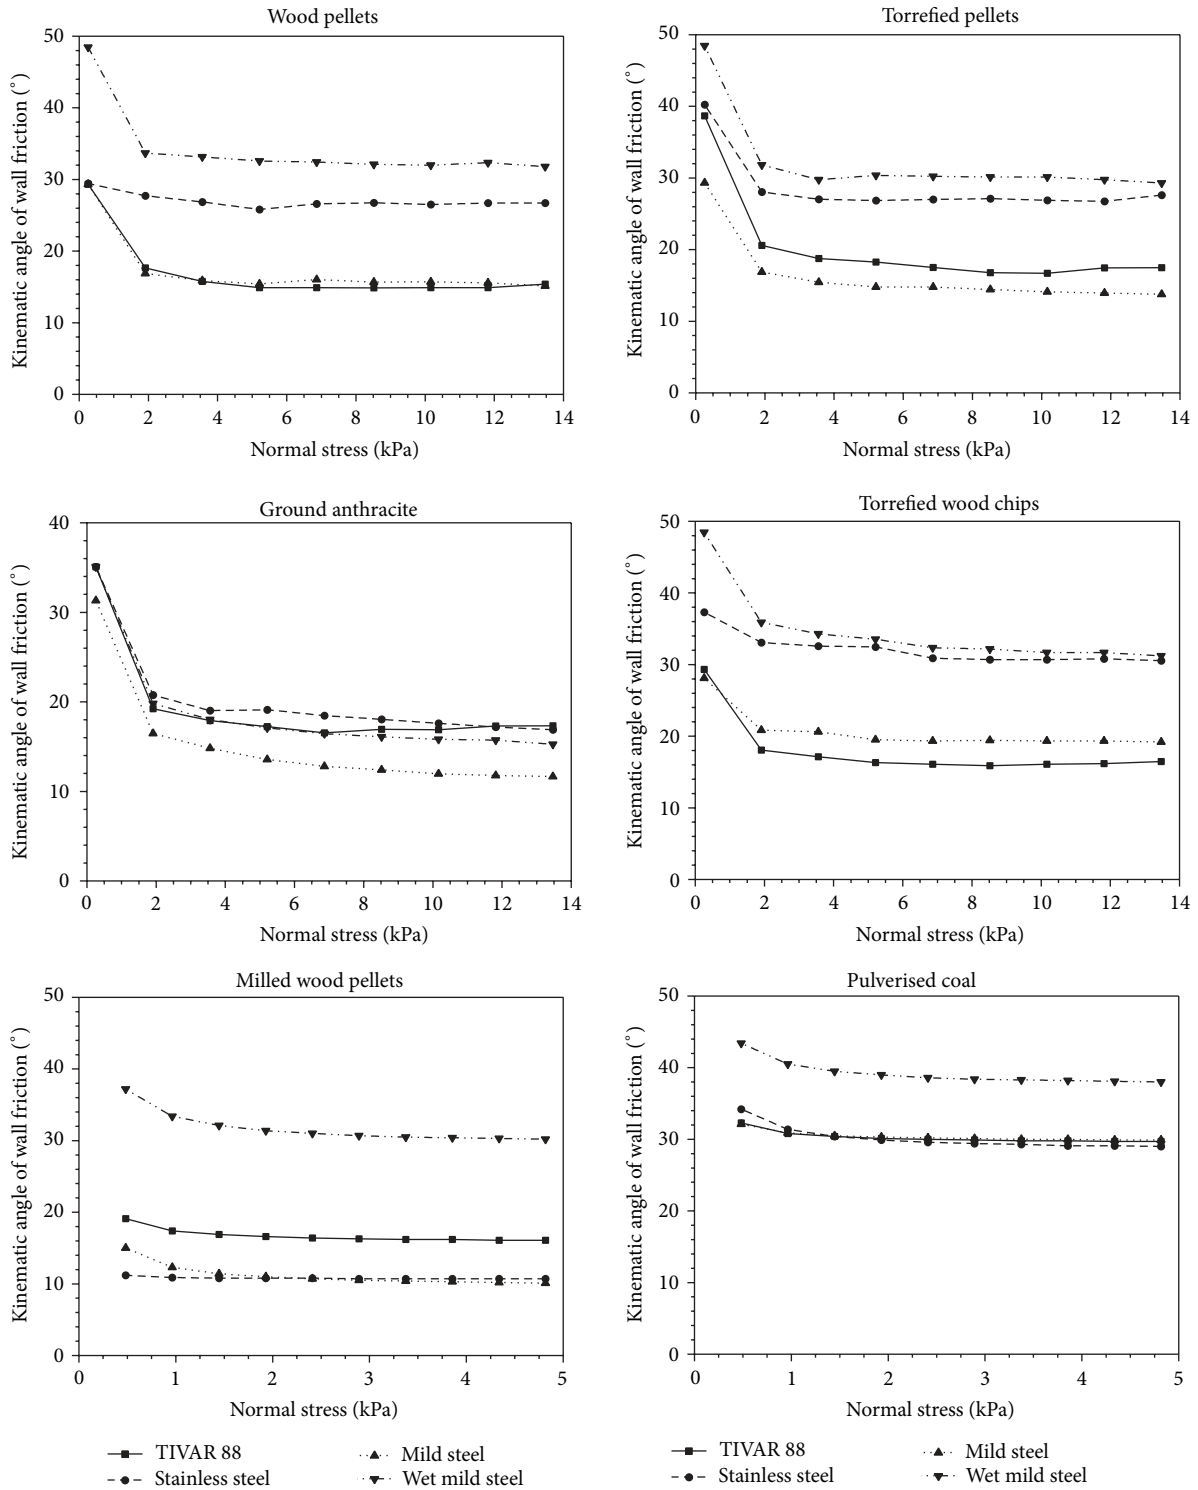 Wood pellets
Kinematic angle of wall friction (°)
50
40
30
20
10
0
0 2 4 6 8 10 12 14
Normal stress (kPa)
Torrefied pellets
Kinematic angle of wall friction (°)
50
40
30
20
10
0
0 2 4 6 8 10 12 14
Normal stress (kPa)
Ground anthracite
Kinematic angle of wall friction (°)
40
30
20
10
0
0 2 4 6 8 10 12 14
Normal stress (kPa)
Torrefied wood chips
Kinematic angle of wall friction (°)
50
40
30
20
10
0
0 2 4 6 8 10 12 14
Normal stress (kPa)
Milled wood pellets
Kinematic angle of wall friction (°)
50
40
30
20
10
0
0 1 2 3 4 5
Normal stress (kPa)
Pulverised coal
Kinematic angle of wall friction (°)
50
40
30
20
10
0
0 1 2 3 4 5
Normal stress (kPa)
TIVAR 88
Stainless steel
Mild steel
Wet mild steel
TIVAR 88
Stainless steel
Mild steel
Wet mild steel